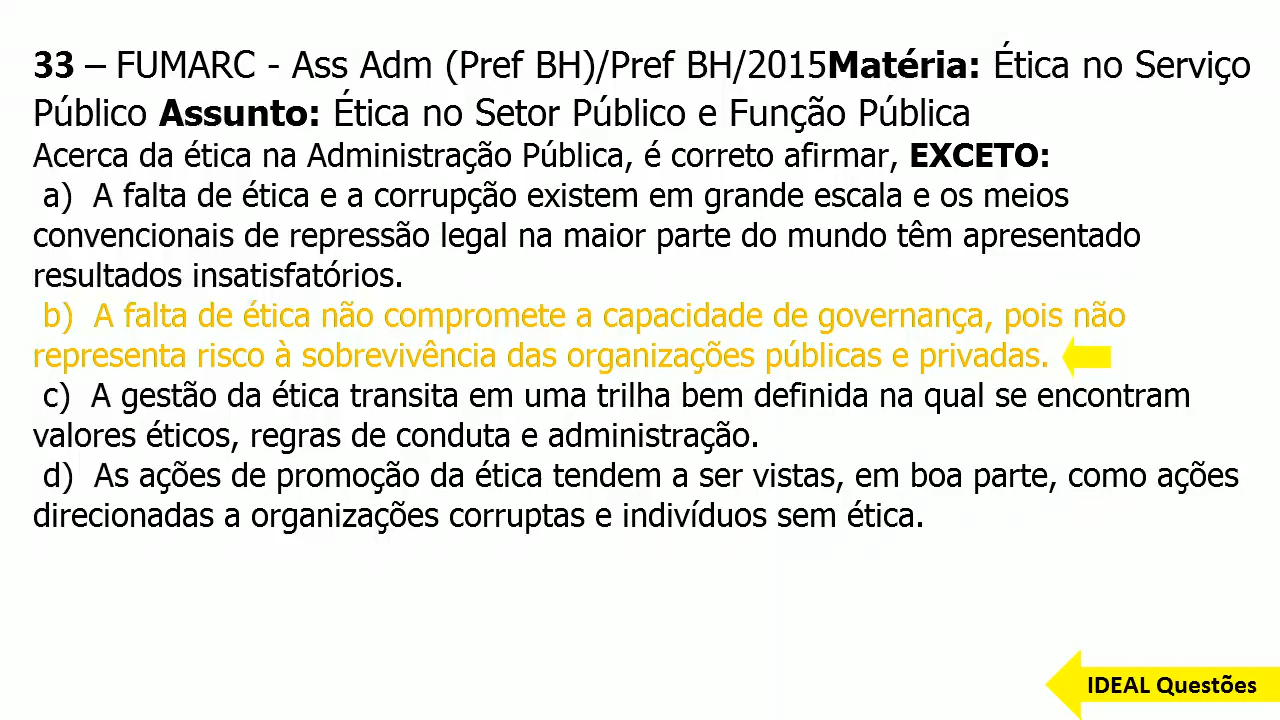 33 – FUMARC - Ass Adm (Pref BH)/Pref BH/2015Matéria: Ética no Serviço
Público Assunto: Ética no Setor Público e Função Pública
Acerca da ética na Administração Pública, é correto afirmar, EXCETO:
a) A falta de ética e a corrupção existem em grande escala e os meios
convencionais de repressão legal na maior parte do mundo têm apresentado
resultados insatisfatórios.
b) A falta de ética não compromete a capacidade de governança, pois não
representa risco à sobrevivência das organizações públicas e privadas.
c) A gestão da ética transita em uma trilha bem definida na qual se encontram
valores éticos, regras de conduta e administração.
d) As ações de promoção da ética tendem a ser vistas, em boa parte, como ações
direcionadas a organizações corruptas e indivíduos sem ética.
IDEAL Questões